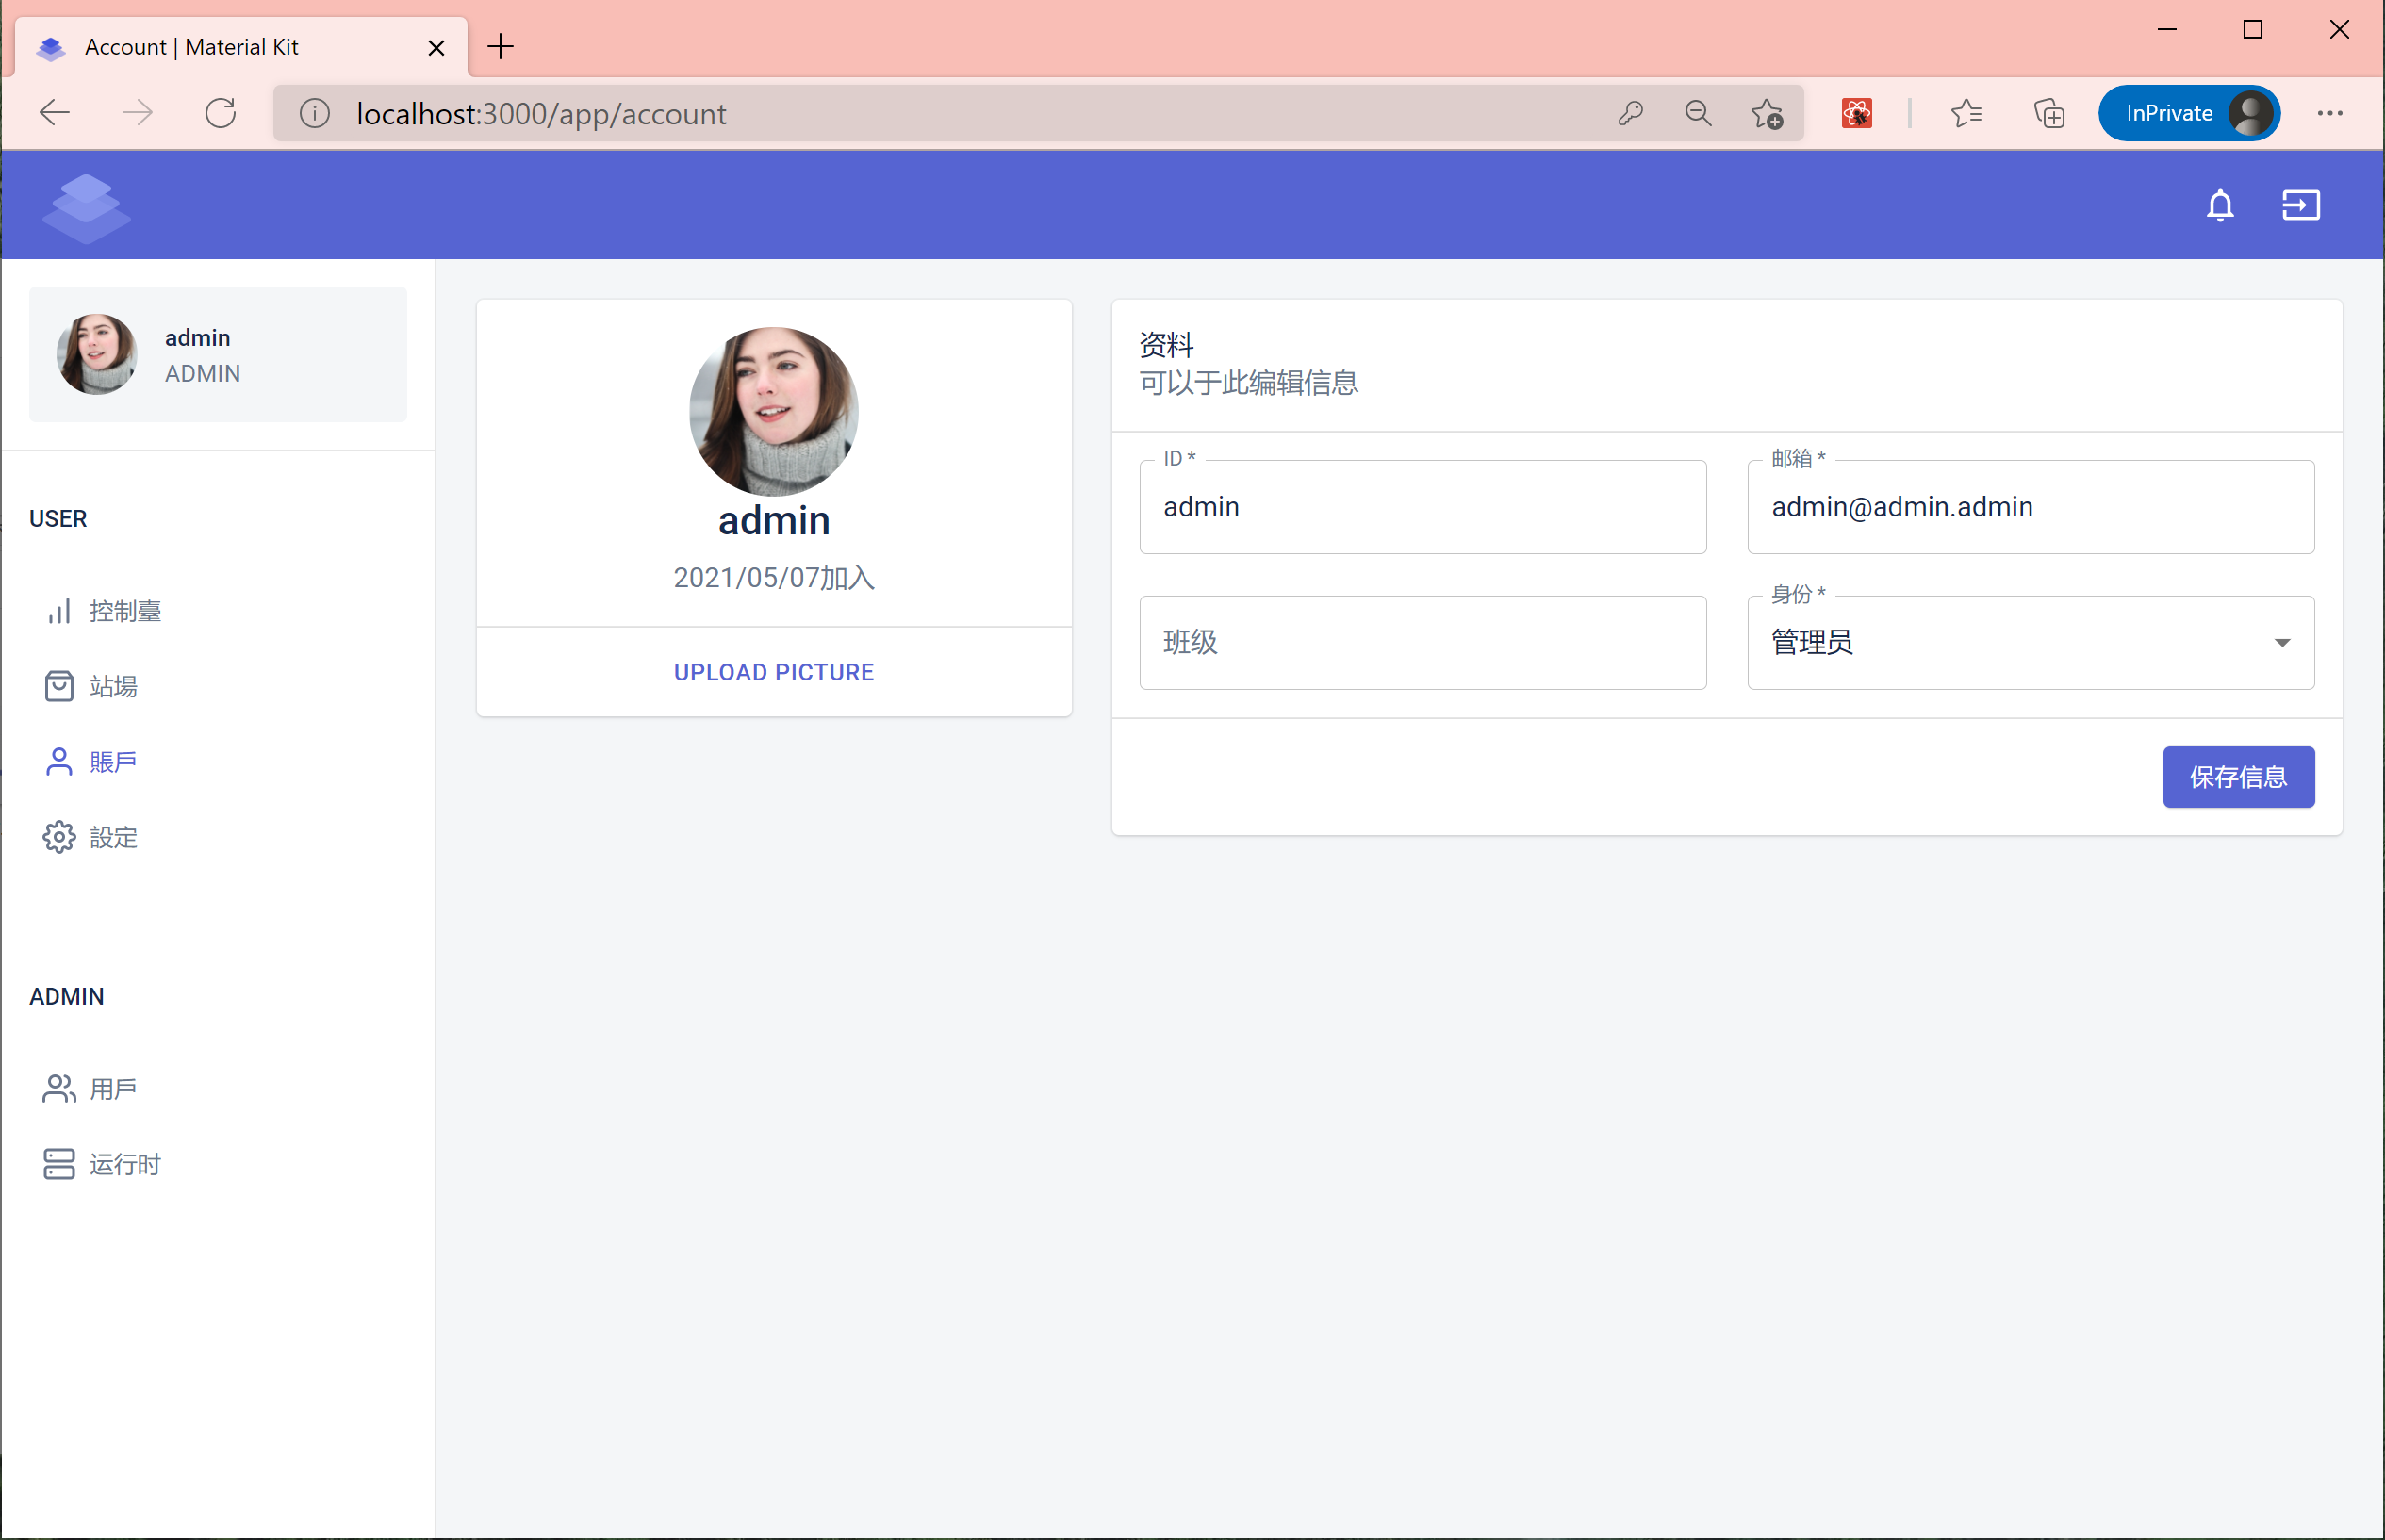 Account | Material Kit
localhost:3000/app/account
InPrivate
admin
ADMIN
USER
控制臺
站場
賬戶
設定
ADMIN
用戶
运行时
admin
2021/05/07加入
UPLOAD PICTURE
资料
可以于此编辑信息
ID *
admin
邮箱 *
admin@admin.admin
班级
身份 *
管理员
保存信息